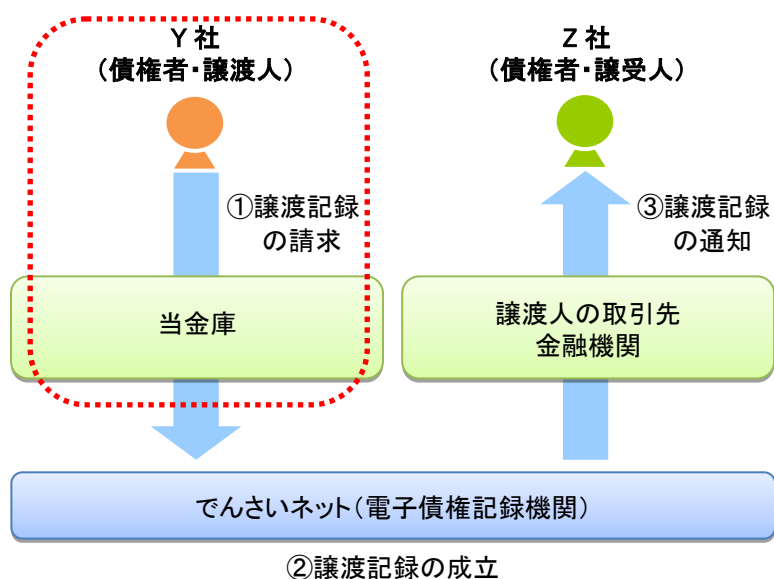 Y 社
（債権者・譲渡人）
Z 社
（債権者・譲受人）
①譲渡記録
の請求
③譲渡記録
の通知
当金庫
譲渡人の取引先
金融機関
でんさいネット（電子債権記録機関）
②譲渡記録の成立